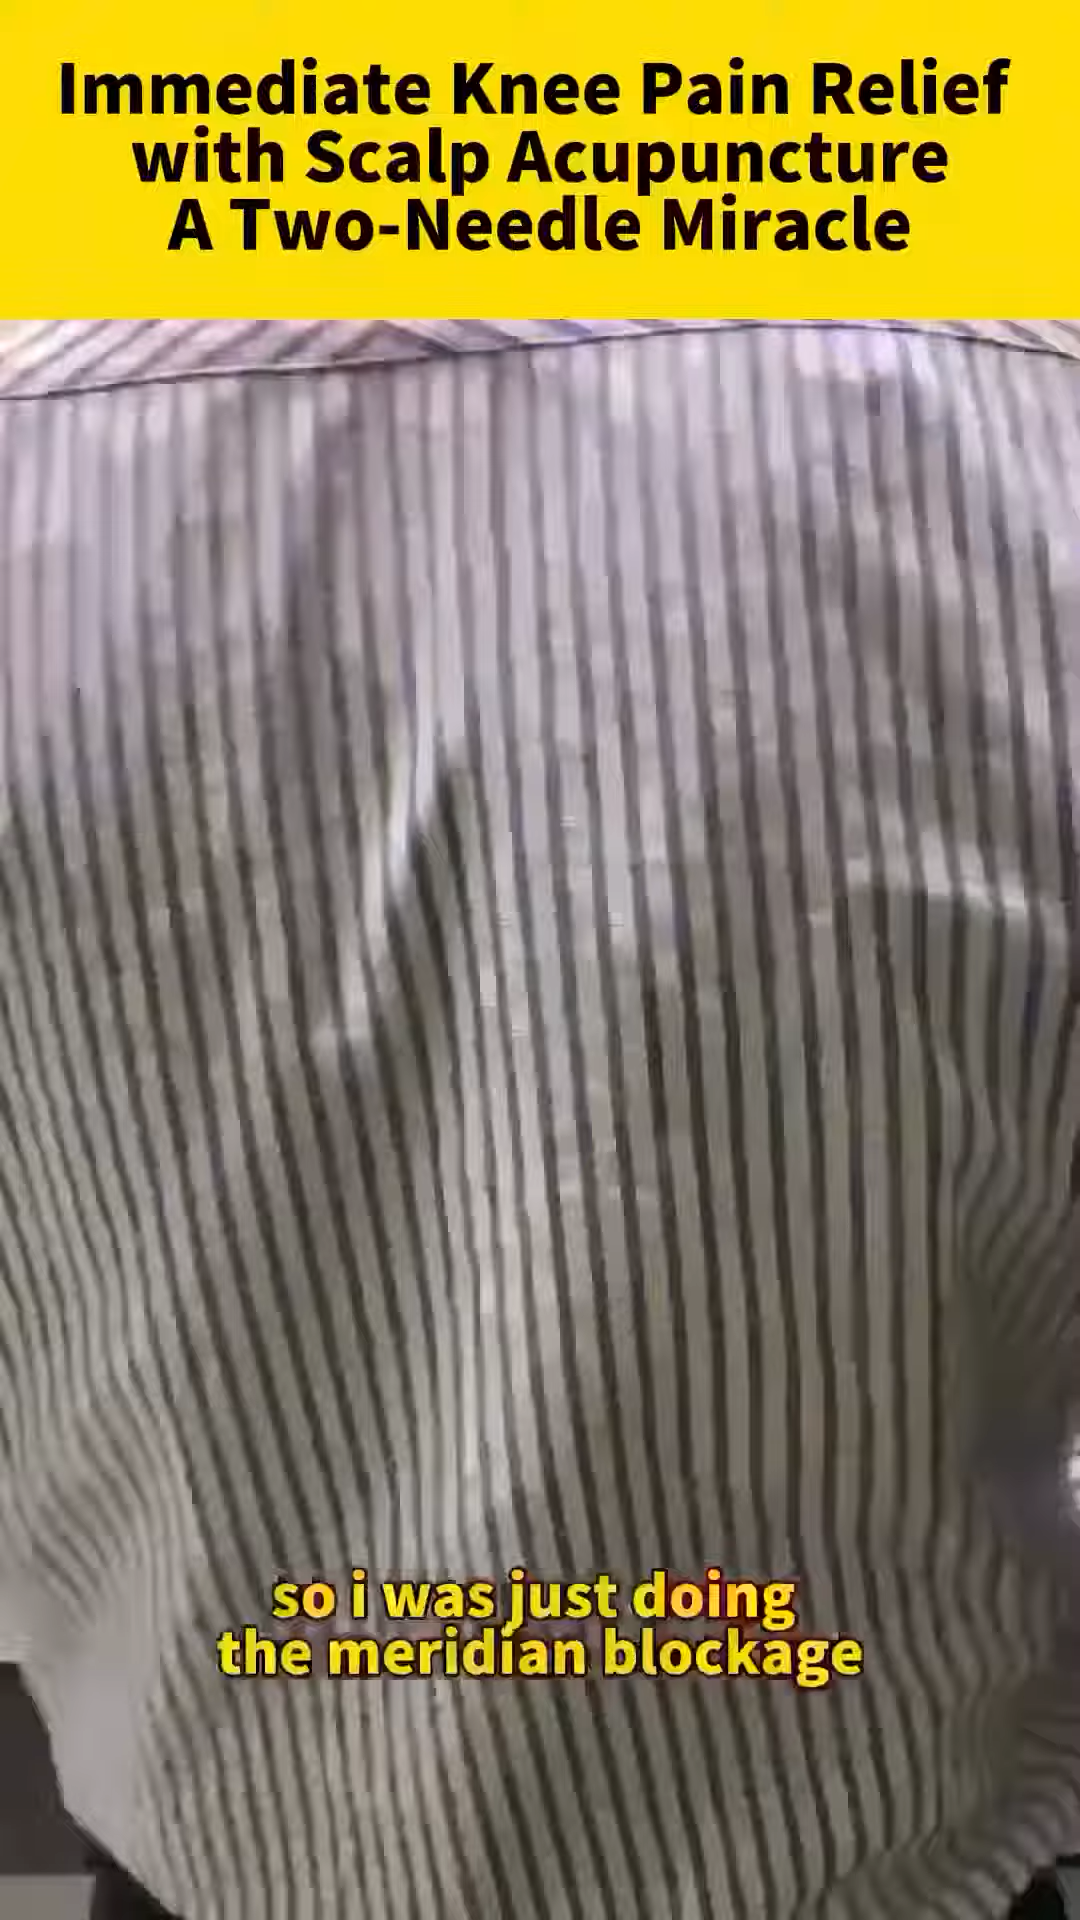 Immediate Knee Pain Relief
with Scalp Acupuncture
A Two-Needle Miracle
so i was just doing
the meridian blockage